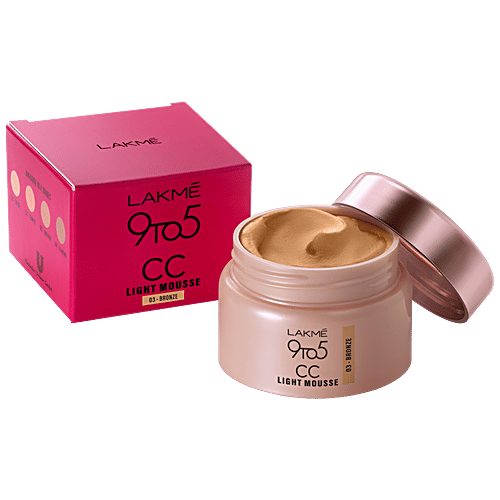 LAKMÉ
LAKMÉ
9TO5
CC
LIGHT MOUSSE
03 - BRONZE
LAKMÉ
9TO5
CC
LIGHT MOUSSE
03 - BRONZE